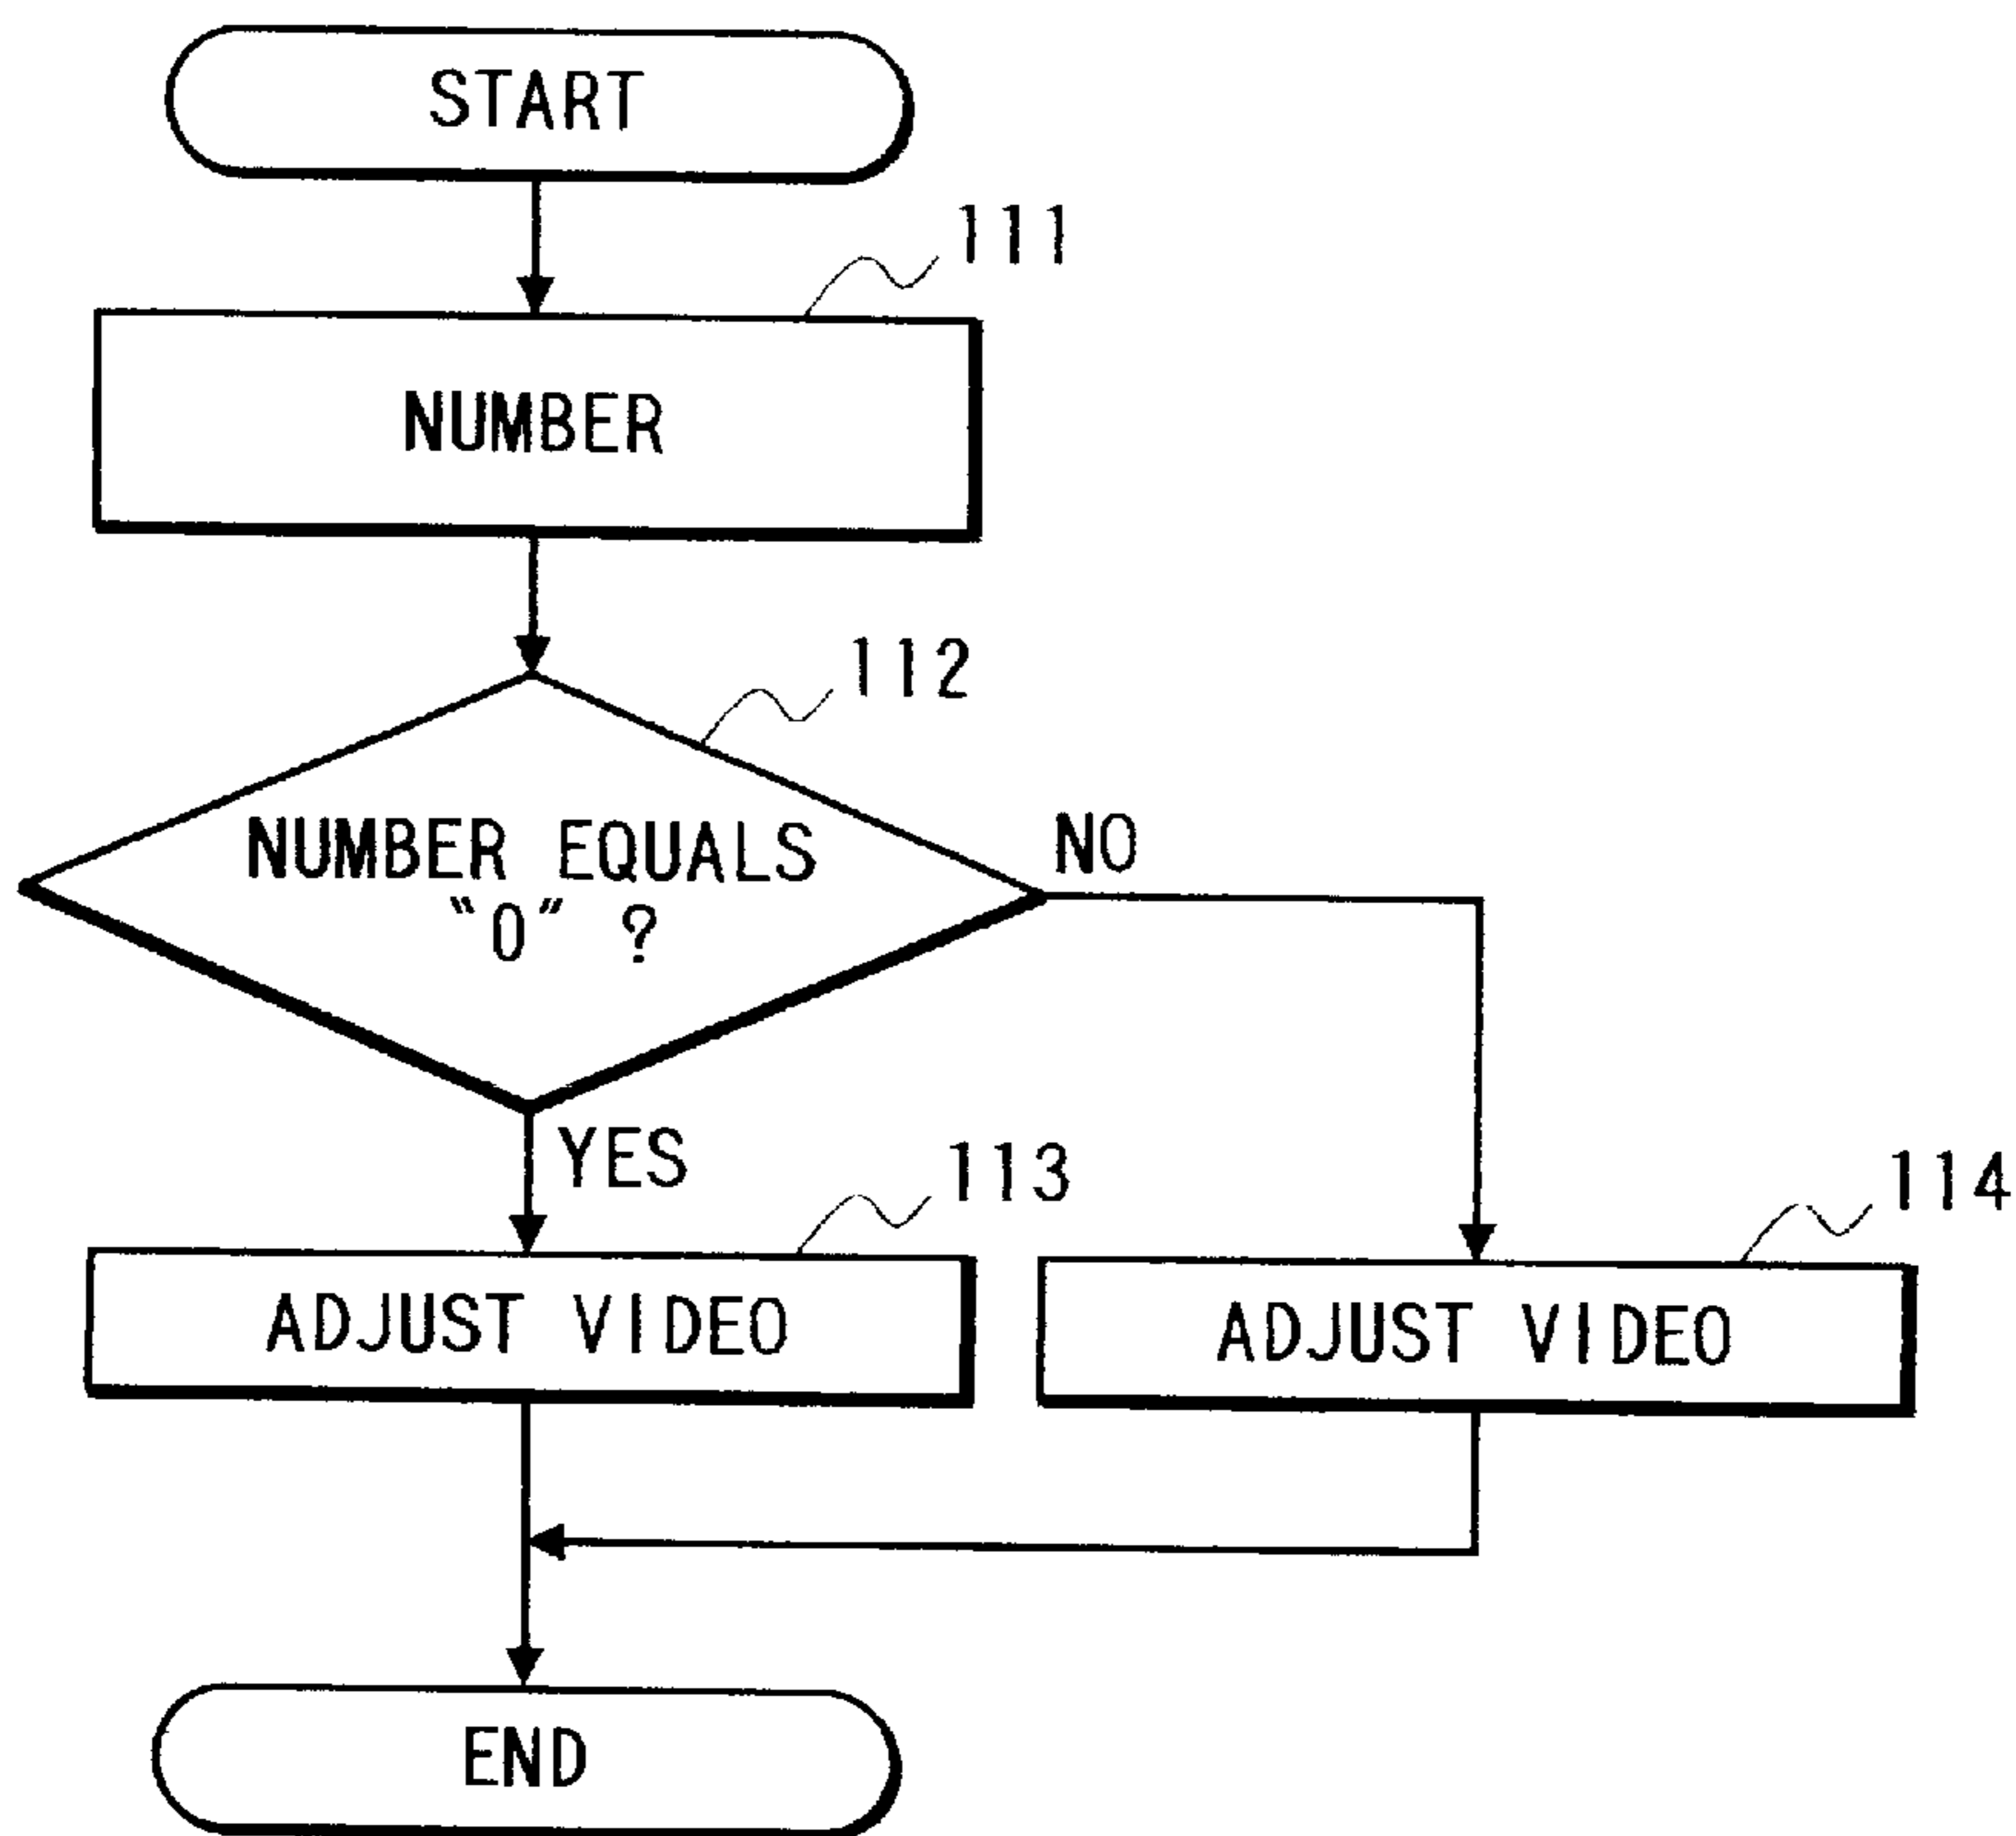 START
111
NUMBER
112
NUMBER EQUALS
"0" ?
NO
YES
113
114
ADJUST VIDEO
ADJUST VIDEO
END